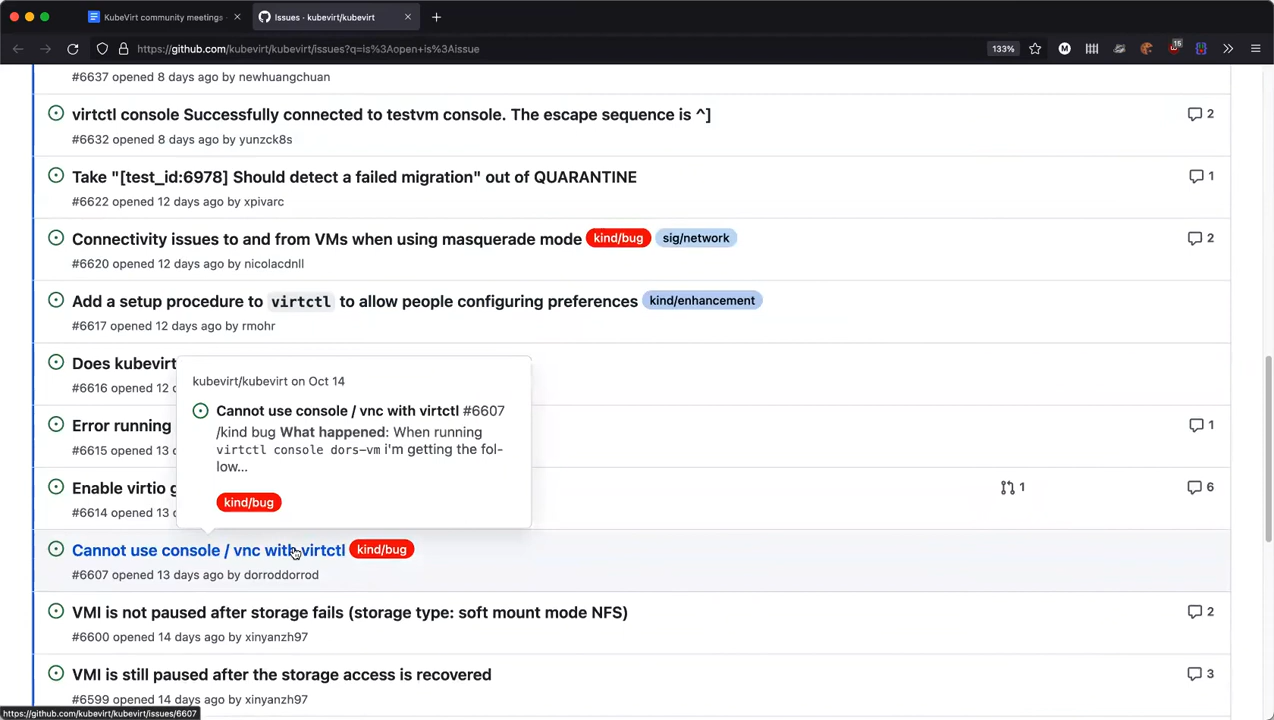 KubeVirt community meetings
Issues · kubevirt/kubevirt
https://github.com/kubevirt/kubevirt/issues?q=is%3Aopen+is%3Aissue
133%
15
#6637 opened 8 days ago by newhuangchuan
virtctl console Successfully connected to testvm console. The escape sequence is ^]
2
#6632 opened 8 days ago by yunzck8s
Take "[test_id:6978] Should detect a failed migration" out of QUARANTINE
1
#6622 opened 12 days ago by xpivarc
Connectivity issues to and from VMs when using masquerade mode kind/bug sig/network
2
#6620 opened 12 days ago by nicolacdnll
Add a setup procedure to virtctl to allow people configuring preferences kind/enhancement
#6617 opened 12 days ago by rmohr
Does kubevirt
#6616 opened 12 d
kubevirt/kubevirt on Oct 14
Cannot use console / vnc with virtctl #6607
/kind bug What happened: When running
virtctl console dors-vm i'm getting the fol-
low...
kind/bug
Error running
1
#6615 opened 13 d
Enable virtio g
1
6
#6614 opened 13 d
Cannot use console / vnc with virtctl kind/bug
#6607 opened 13 days ago by dorroddorrod
VMI is not paused after storage fails (storage type: soft mount mode NFS)
2
#6600 opened 14 days ago by xinyanzh97
VMI is still paused after the storage access is recovered
3
#6599 opened 14 days ago by xinyanzh97
https://github.com/kubevirt/kubevirt/issues/6607